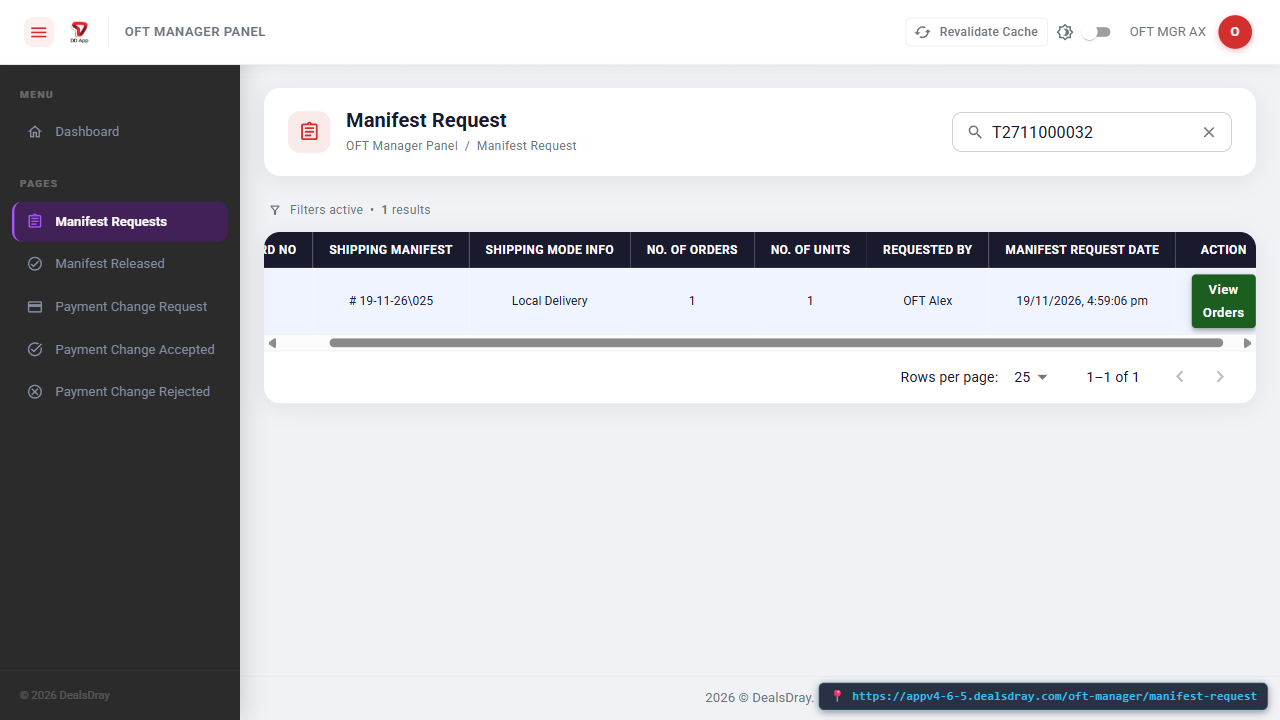 DD App
OFT MANAGER PANEL
Revalidate Cache
OFT MGR AX
O
MENU
Dashboard
PAGES
Manifest Requests
Manifest Released
Payment Change Request
Payment Change Accepted
Payment Change Rejected
© 2026 DealsDray
Manifest Request
OFT Manager Panel / Manifest Request
T2711000032
Filters active • 1 results
RD NO SHIPPING MANIFEST SHIPPING MODE INFO NO. OF ORDERS NO. OF UNITS REQUESTED BY MANIFEST REQUEST DATE ACTION
# 19-11-26\025 Local Delivery 1 1 OFT Alex 19/11/2026, 4:59:06 pm View Orders
Rows per page: 25 1–1 of 1
2026 © DealsDray.
https://appv4-6-5.dealsdray.com/oft-manager/manifest-request